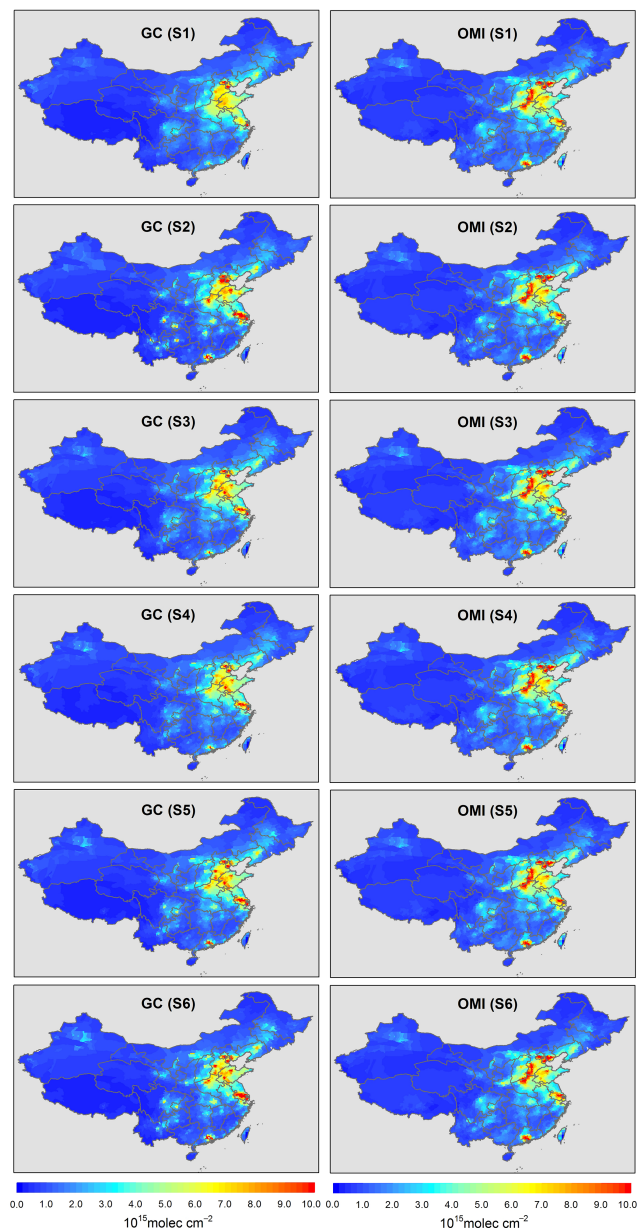 GC (S1) OMI (S1)
GC (S2) OMI (S2)
GC (S3) OMI (S3)
GC (S4) OMI (S4)
GC (S5) OMI (S5)
GC (S6) OMI (S6)
0.0 1.0 2.0 3.0 4.0 5.0 6.0 7.0 8.0 9.0 10.0 0.0 1.0 2.0 3.0 4.0 5.0 6.0 7.0 8.0 9.0 10.0
10¹⁵molec cm⁻² 10¹⁵molec cm⁻²